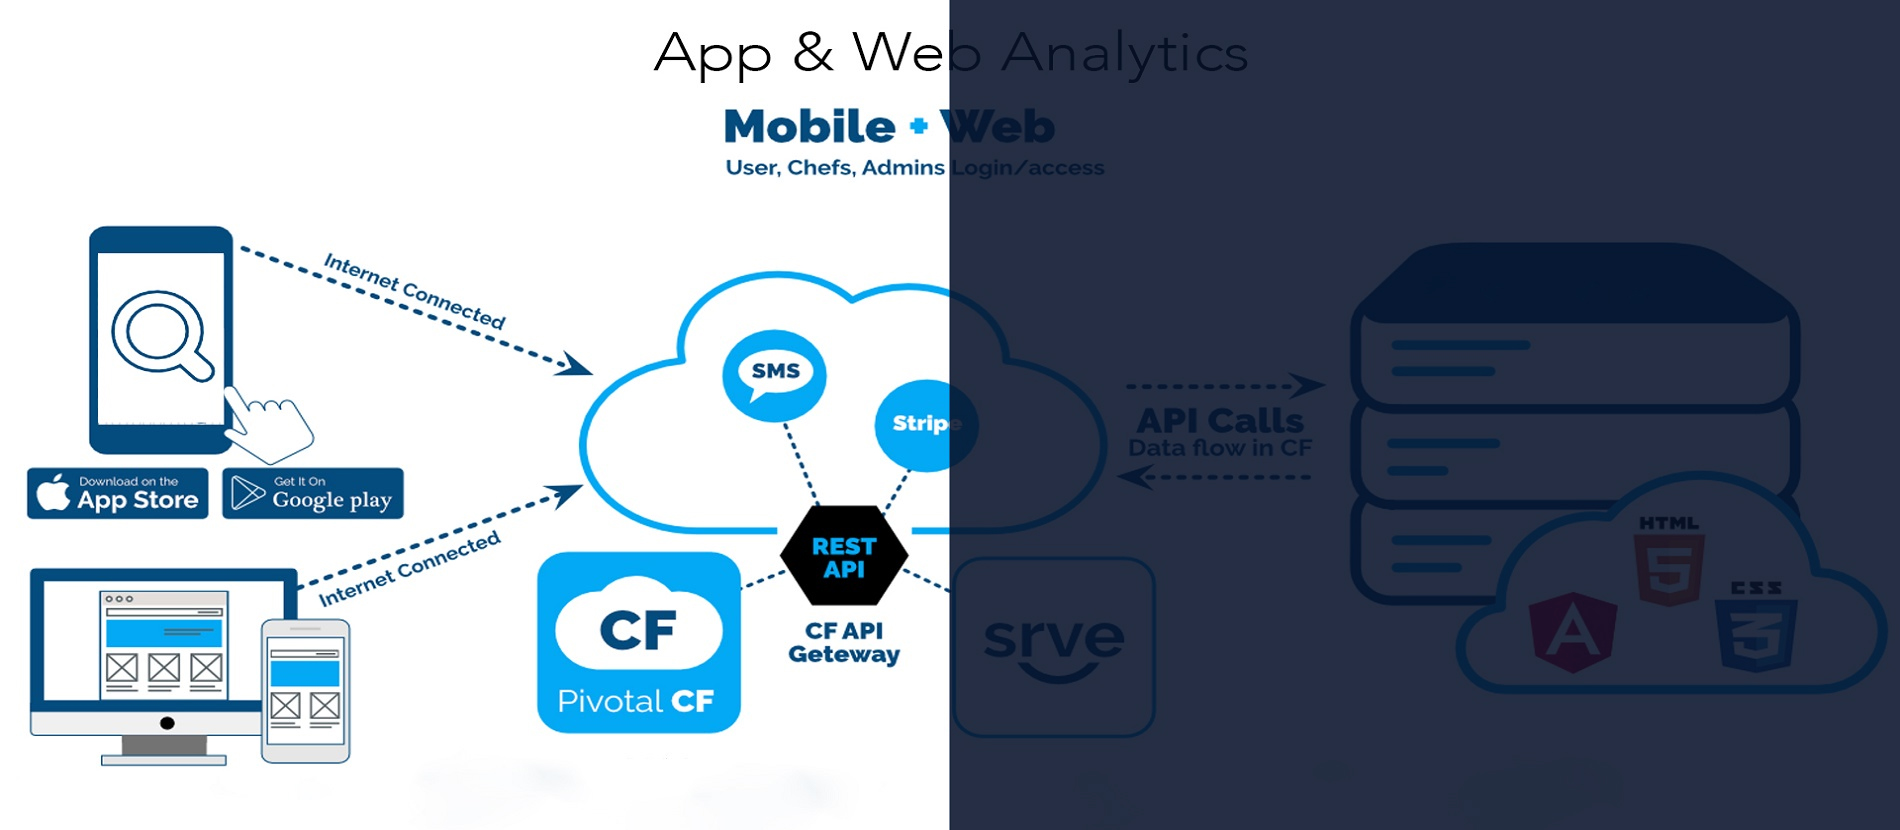 App & Web Analytics
Mobile + Web
User, Chefs, Admins Login/access
Internet Connected
SMS
Stripe
API Calls
Data flow in CF
Download on the
App Store
Get It On
Google play
Internet Connected
REST
API
HTML
5
CSS
3
A
CF
Pivotal CF
CF API
Geteway
srve